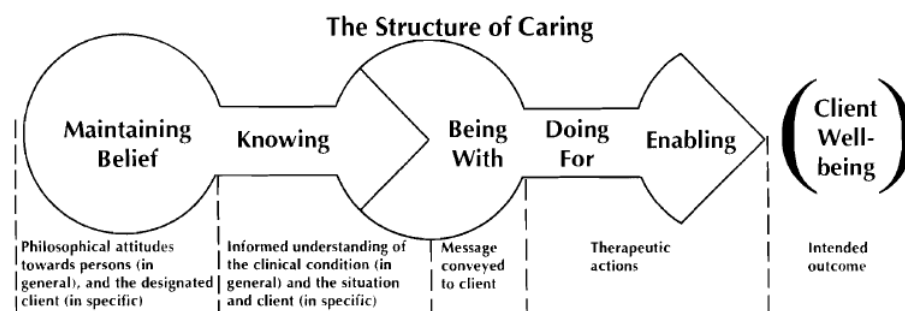 The Structure of Caring
Maintaining
Belief
Knowing
Being
With
Doing
For
Enabling
Client
Well-
being
Philosophical attitudes
towards persons (in
general), and the designated
client (in specific)
Informed understanding of
the clinical condition (in
general) and the situation
and client (in specific)
Message
conveyed
to client
Therapeutic
actions
Intended
outcome